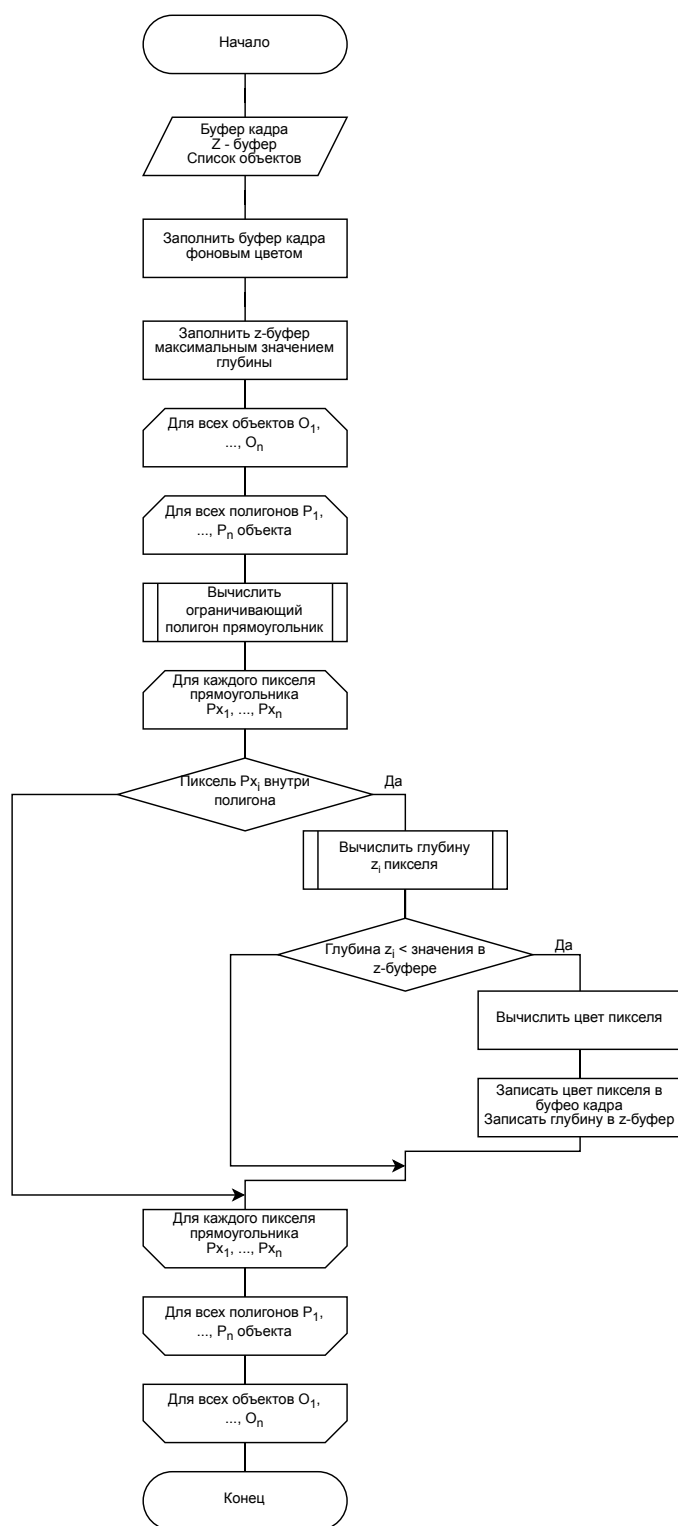 Начало
Буфер кадра
Z - буфер
Список объектов
Заполнить буфер кадра
фоновым цветом
Заполнить z-буфер
максимальным значением
глубины
Для всех объектов O₁,
..., Oₙ
Для всех полигонов P₁,
..., Pₙ объекта
Вычислить
ограничивающий
полигон прямоугольник
Для каждого пикселя
прямоугольника
Px₁, ..., Pxₙ
Пиксель Pxᵢ внутри
полигона
Да
Вычислить глубину
zᵢ пикселя
Глубина zᵢ < значения в
z-буфере
Да
Вычислить цвет пикселя
Записать цвет пикселя в
буфео кадра
Записать глубину в z-буфер
Для каждого пикселя
прямоугольника
Px₁, ..., Pxₙ
Для всех полигонов P₁,
..., Pₙ объекта
Для всех объектов O₁,
..., Oₙ
Конец